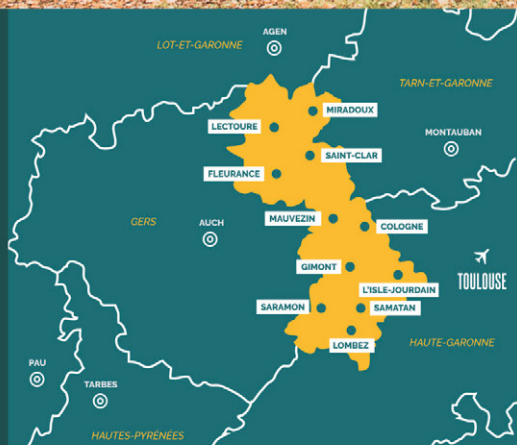 AGEN
LOT-ET-GARONNE
TARN-ET-GARONNE
MIRADOUX
LECTOURE
MONTAUBAN
SAINT-CLAR
FLEURANCE
MAUVEZIN
GERS
AUCH
COLOGNE
GIMONT
TOULOUSE
L'ISLE-JOURDAIN
SARAMON
SAMATAN
LOMBEZ
HAUTE-GARONNE
PAU
TARBES
HAUTES-PYRÉNÉES